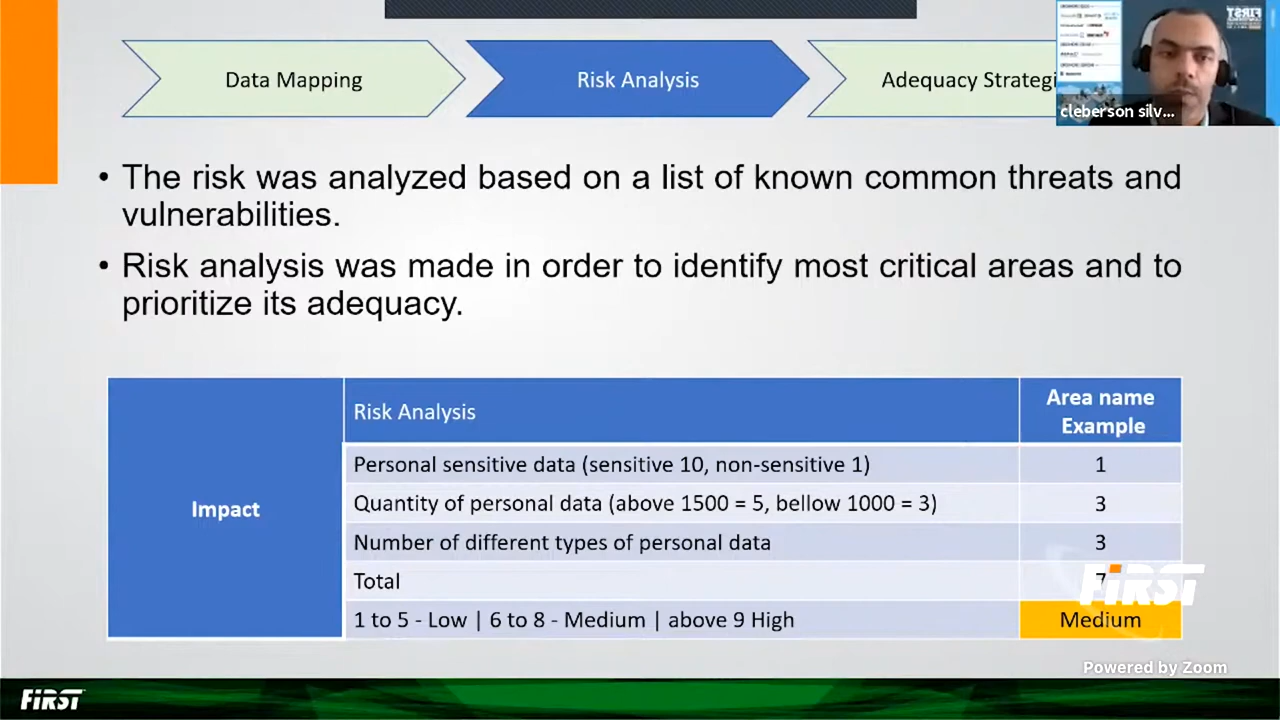 Data Mapping
Risk Analysis
Adequacy Strategi
cleberson silv...
• The risk was analyzed based on a list of known common threats and
vulnerabilities.
• Risk analysis was made in order to identify most critical areas and to
prioritize its adequacy.
Impact
Risk Analysis
Area name
Example
Personal sensitive data (sensitive 10, non-sensitive 1)
1
Quantity of personal data (above 1500 = 5, bellow 1000 = 3)
3
Number of different types of personal data
3
Total
7
1 to 5 - Low | 6 to 8 - Medium | above 9 High
Medium
FiRST
Powered by Zoom
FiRST